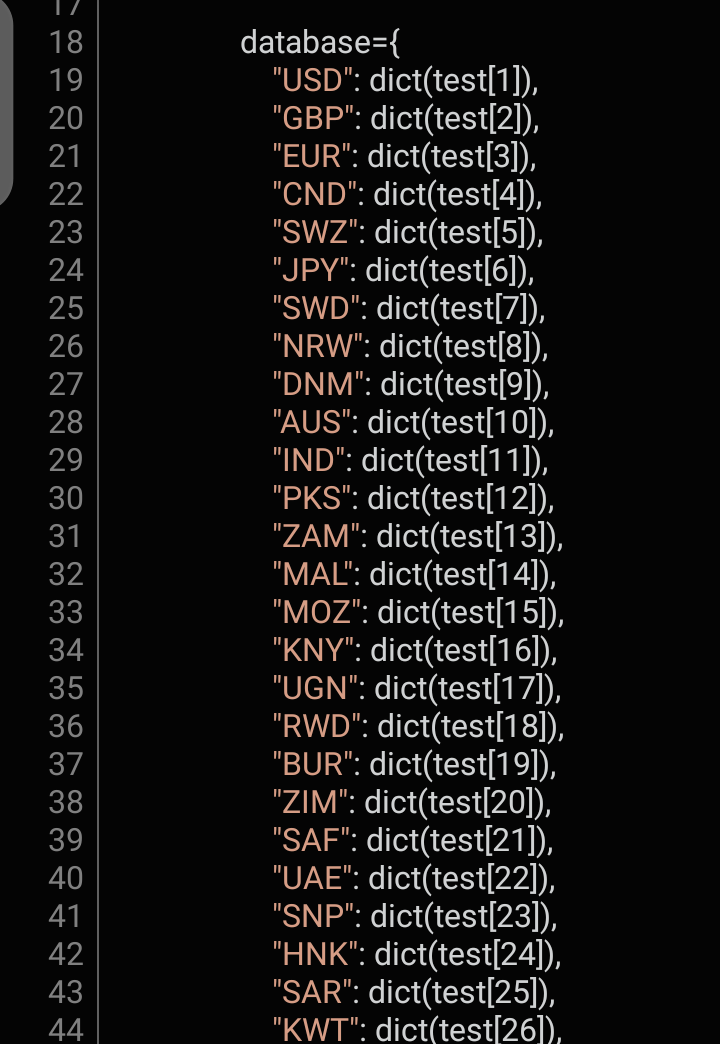 17
18 database={
19 "USD": dict(test[1]),
20 "GBP": dict(test[2]),
21 "EUR": dict(test[3]),
22 "CND": dict(test[4]),
23 "SWZ": dict(test[5]),
24 "JPY": dict(test[6]),
25 "SWD": dict(test[7]),
26 "NRW": dict(test[8]),
27 "DNM": dict(test[9]),
28 "AUS": dict(test[10]),
29 "IND": dict(test[11]),
30 "PKS": dict(test[12]),
31 "ZAM": dict(test[13]),
32 "MAL": dict(test[14]),
33 "MOZ": dict(test[15]),
34 "KNY": dict(test[16]),
35 "UGN": dict(test[17]),
36 "RWD": dict(test[18]),
37 "BUR": dict(test[19]),
38 "ZIM": dict(test[20]),
39 "SAF": dict(test[21]),
40 "UAE": dict(test[22]),
41 "SNP": dict(test[23]),
42 "HNK": dict(test[24]),
43 "SAR": dict(test[25]),
44 "KWT": dict(test[26]),